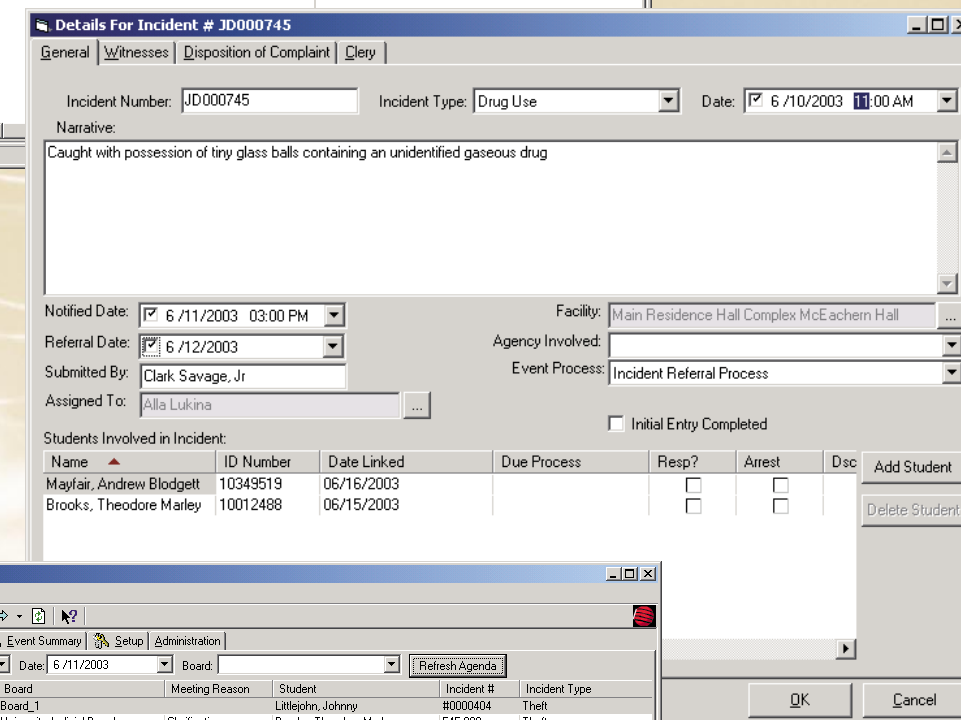 Details For Incident # JD000745
General Witnesses Disposition of Complaint Clery
Incident Number: JD000745 Incident Type: Drug Use Date: 6 /10/2003 11:00 AM
Narrative:
Caught with possession of tiny glass balls containing an unidentified gaseous drug
Notified Date: 6 /11/2003 03:00 PM Facility: Main Residence Hall Complex McEachern Hall ...
Referral Date: 6 /12/2003 Agency Involved:
Submitted By: Clark Savage, Jr Event Process: Incident Referral Process
Assigned To: Alla Lukina ...
Initial Entry Completed
Students Involved in Incident:
Name ID Number Date Linked Due Process Resp? Arrest Dsc Add Student
Mayfair, Andrew Blodgett 10349519 06/16/2003
Brooks, Theodore Marley 10012488 06/15/2003
Delete Student
Event Summary Setup Administration
Date: 6 /11/2003 Board: Refresh Agenda
Board Meeting Reason Student Incident # Incident Type
Board_1 Littlejohn, Johnny #0000404 Theft
OK Cancel